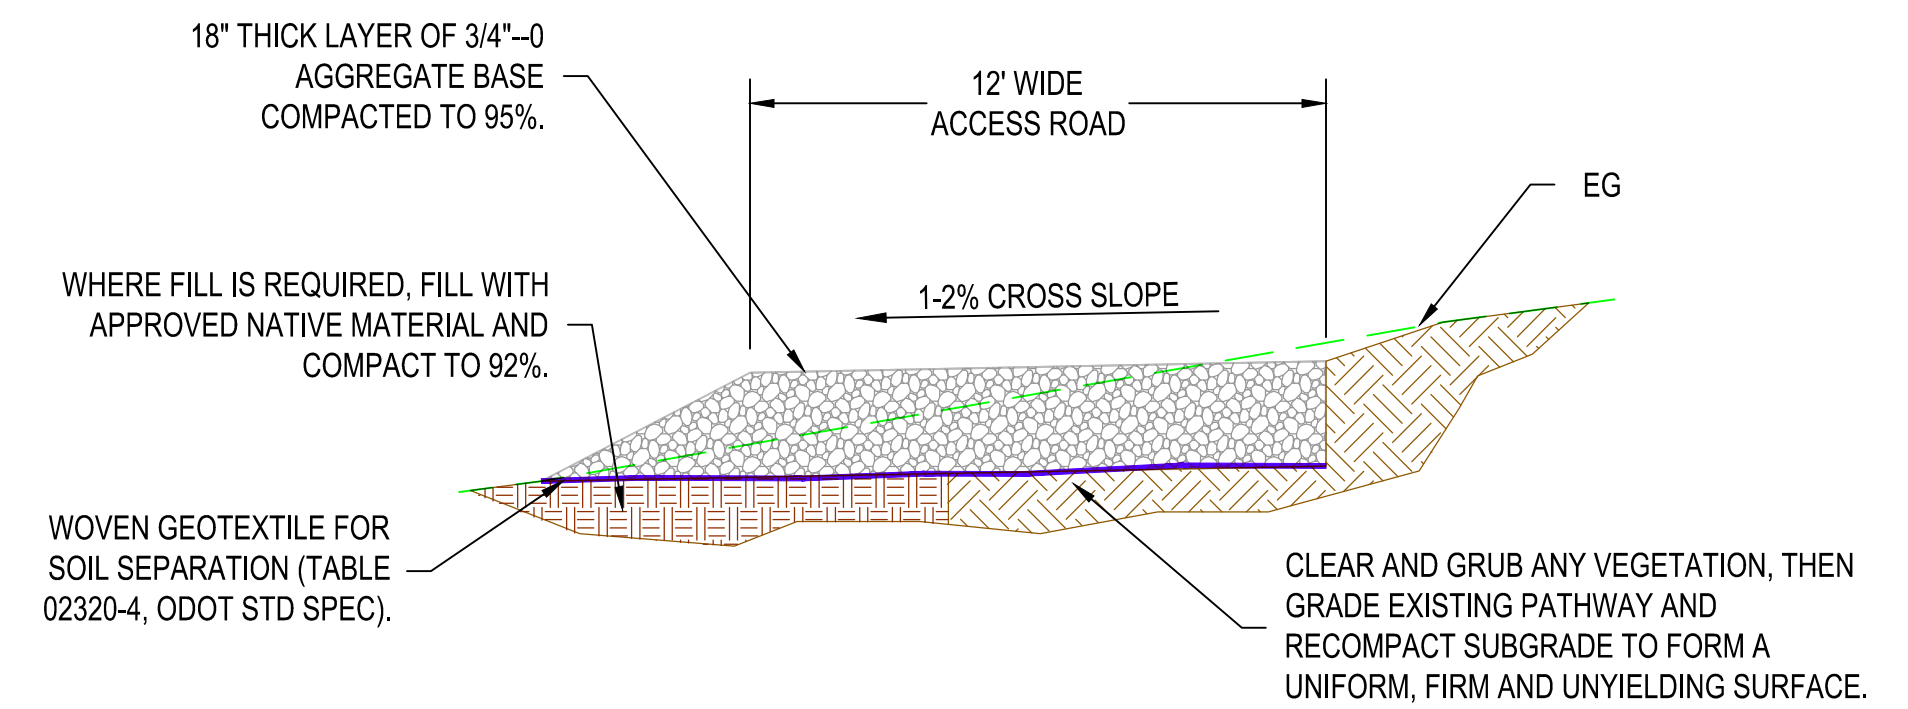 18" THICK LAYER OF 3/4"--0
AGGREGATE BASE
COMPACTED TO 95%.
12' WIDE
ACCESS ROAD
EG
1-2% CROSS SLOPE
WHERE FILL IS REQUIRED, FILL WITH
APPROVED NATIVE MATERIAL AND
COMPACT TO 92%.
WOVEN GEOTEXTILE FOR
SOIL SEPARATION (TABLE
02320-4, ODOT STD SPEC).
CLEAR AND GRUB ANY VEGETATION, THEN
GRADE EXISTING PATHWAY AND
RECOMPACT SUBGRADE TO FORM A
UNIFORM, FIRM AND UNYIELDING SURFACE.